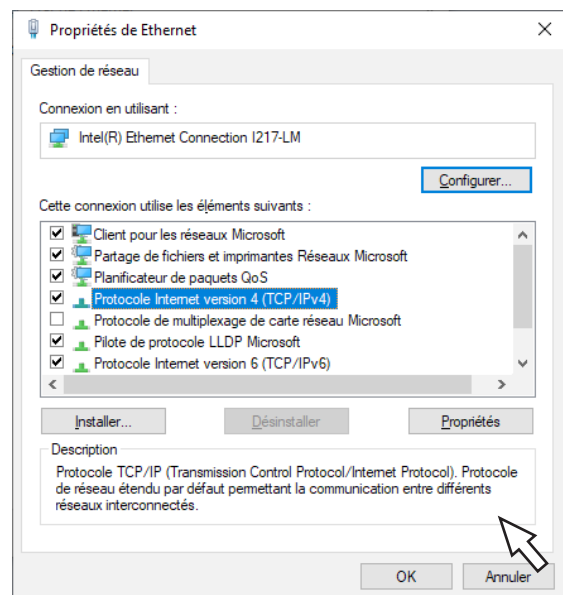 Propriétés de Ethernet
Gestion de réseau
Connexion en utilisant :
Intel(R) Ethernet Connection I217-LM
Configurer...
Cette connexion utilise les éléments suivants :
Client pour les réseaux Microsoft
Partage de fichiers et imprimantes Réseaux Microsoft
Planificateur de paquets QoS
Protocole Internet version 4 (TCP/IPv4)
Protocole de multiplexage de carte réseau Microsoft
Pilote de protocole LLDP Microsoft
Protocole Internet version 6 (TCP/IPv6)
Installer... Désinstaller Propriétés
Description
Protocole TCP/IP (Transmission Control Protocol/Internet Protocol). Protocole
de réseau étendu par défaut permettant la communication entre différents
réseaux interconnectés.
OK Annuler